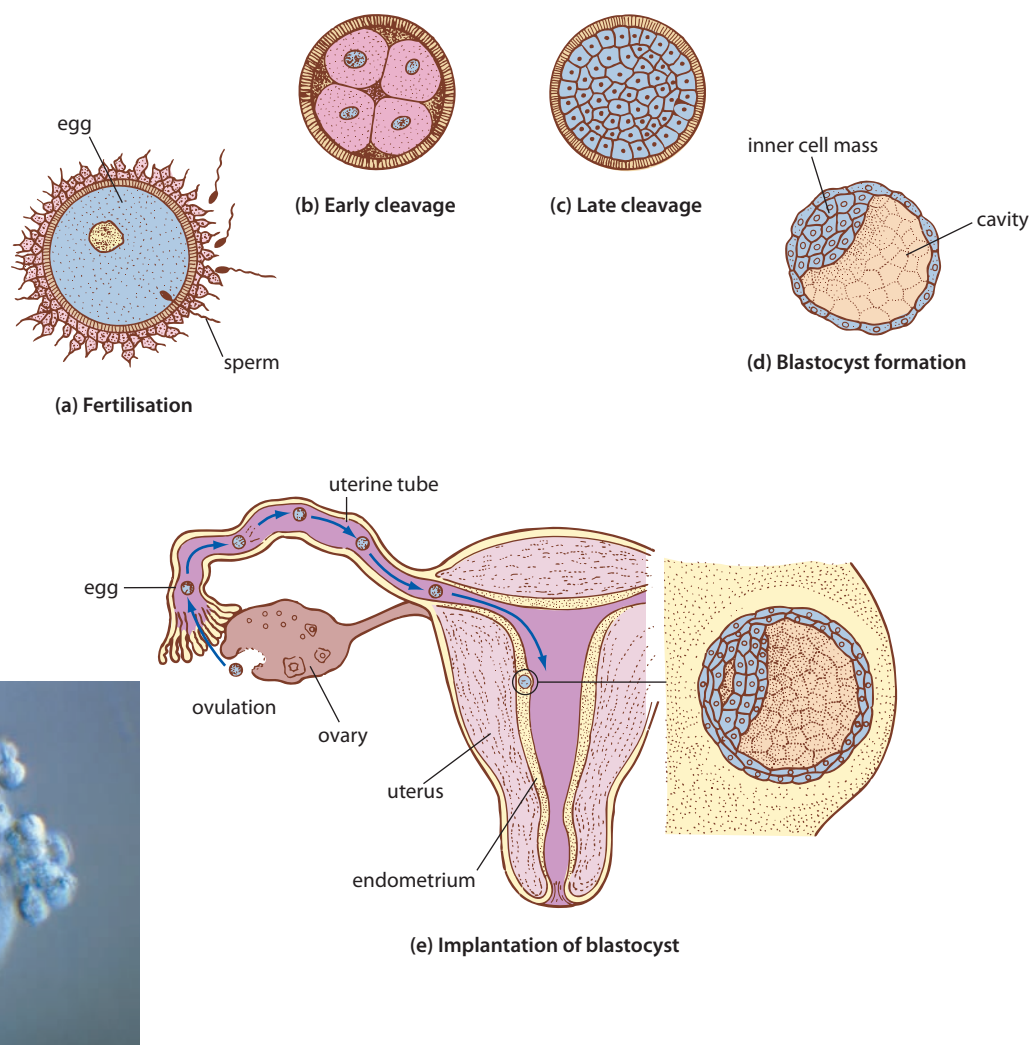 egg
sperm
(a) Fertilisation
(b) Early cleavage
(c) Late cleavage
inner cell mass
cavity
(d) Blastocyst formation
uterine tube
egg
ovulation
ovary
uterus
endometrium
(e) Implantation of blastocyst